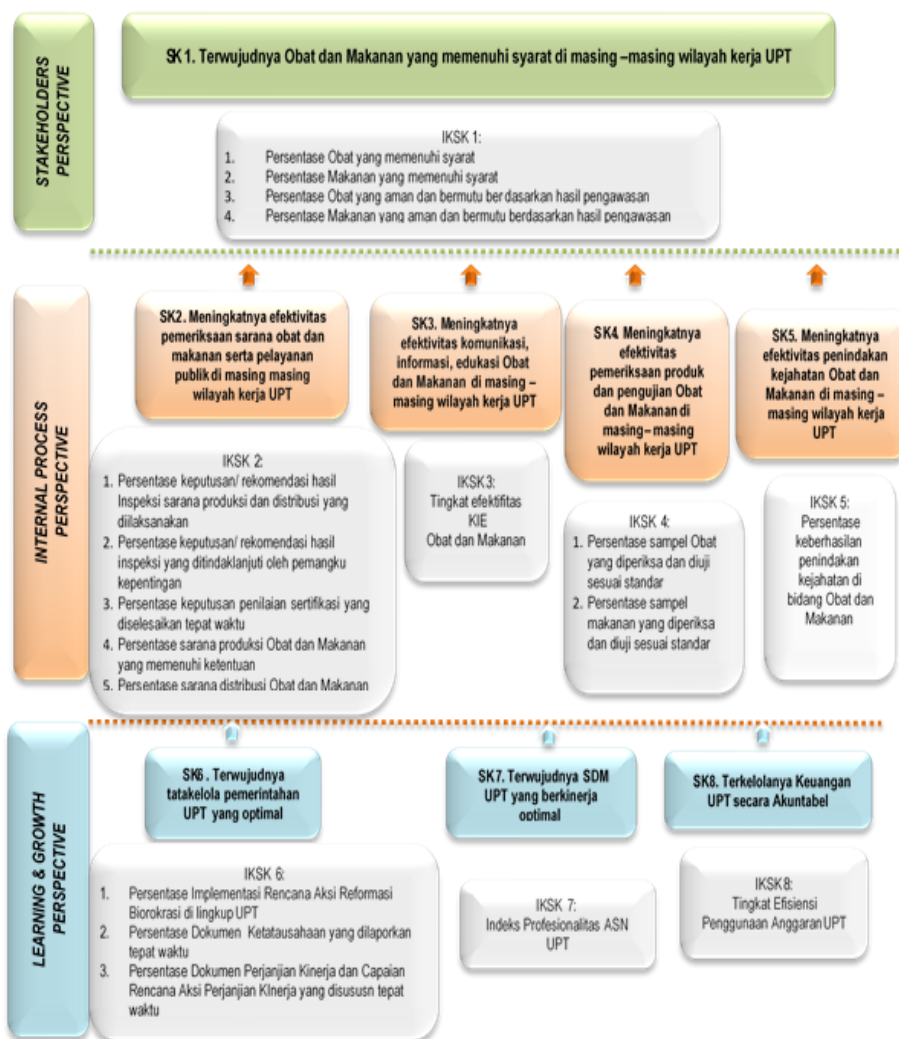 STAKEHOLDERS
PERSPECTIVE
SK 1. Terwujudnya Obat dan Makanan yang memenuhi syarat di masing –masing wilayah kerja UPT
IKSK 1:
1. Persentase Obat yang memenuhi syarat
2. Persentase Makanan yang memenuhi syarat
3. Persentase Obat yang aman dan bermutu berdasarkan hasil pengawasan
4. Persentase Makanan yang aman dan bermutu berdasarkan hasil pengawasan
INTERNAL PROCESS
PERSPECTIVE
SK2. Meningkatnya efektivitas
pemeriksaan sarana obat dan
makanan serta pelayanan
publik di masing masing
wilayah kerja UPT
IKSK 2:
1. Persentase keputusan/ rekomendasi hasil
Inspeksi sarana produksi dan distribusi yang
diilaksanakan
2. Persentase keputusan/ rekomendasi hasil
inspeksi yang ditindaklanjuti oleh pemangku
kepentingan
3. Persentase keputusan penilaian sertifikasi yang
diselesaikan tepat waktu
4. Persentase sarana produksi Obat dan Makanan
yang memenuhi ketentuan
5. Persentase sarana distribusi Obat dan Makanan
SK3. Meningkatnya
efektivitas komunikasi,
informasi, edukasi Obat
dan Makanan di masing –
masing wilayah kerja UPT
IKSK 3:
Tingkat efektifitas
KIE
Obat dan Makanan
SK4. Meningkatnya
efektivitas
pemeriksaan produk
dan pengujian Obat
dan Makanan di
masing– masing
wilayah kerja UPT
IKSK 4:
1. Persentase sampel Obat
yang diperiksa dan diuji
sesuai standar
2. Persentase sampel
makanan yang diperiksa
dan diuji sesuai standar
SK5. Meningkatnya
efektivitas penindakan
kejahatan Obat dan
Makanan di masing –
masing wilayah kerja
UPT
IKSK 5:
Persentase
keberhasilan
penindakan
kejahatan di
bidang Obat dan
Makanan
LEARNING & GROWTH
PERSPECTIVE
SK6 . Terwujudnya
tatakelola pemerintahan
UPT yang optimal
IKSK 6:
1. Persentase Implementasi Rencana Aksi Reformasi
Biorokrasi di lingkup UPT
2. Persentase Dokumen Ketatausahaan yang dilaporkan
tepat waktu
3. Persentase Dokumen Perjanjian Kinerja dan Capaian
Rencana Aksi Perjanjian KInerja yang disususn tepat
waktu
SK7. Terwujudnya SDM
UPT yang berkinerja
optimal
IKSK 7:
Indeks Profesionalitas ASN
UPT
SK8. Terkelolanya Keuangan
UPT secara Akuntabel
IKSK 8:
Tingkat Efisiensi
Penggunaan Anggaran UPT